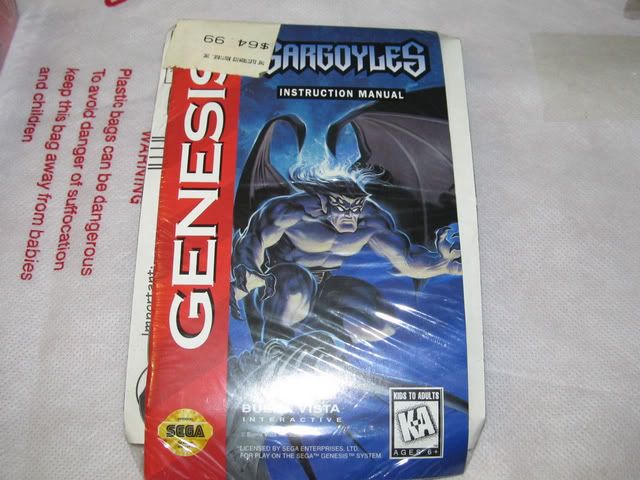 $64.99
GARGOYLES
INSTRUCTION MANUAL
GENESIS
WARNING
Plastic bags can be dangerous
To avoid danger of suffocation
keep this bag away from babies
and children
Important:
SEGA
BUENA VISTA
INTERACTIVE
LICENSED BY SEGA ENTERPRISES, LTD.
FOR PLAY ON THE SEGA™ GENESIS™ SYSTEM.
KIDS TO ADULTS
K-A
AGES 6+